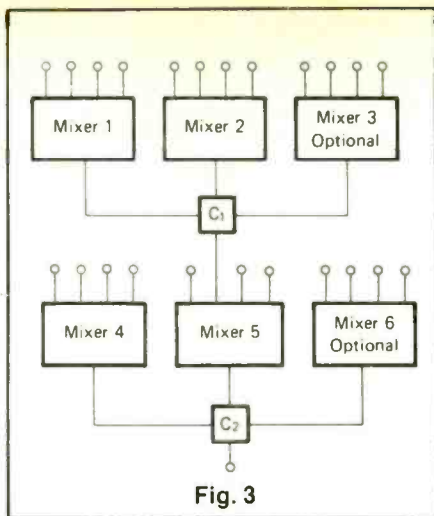 Mixer 1
Mixer 2
Mixer 3
Optional
C₁
Mixer 4
Mixer 5
Mixer 6
Optional
C₂
Fig. 3